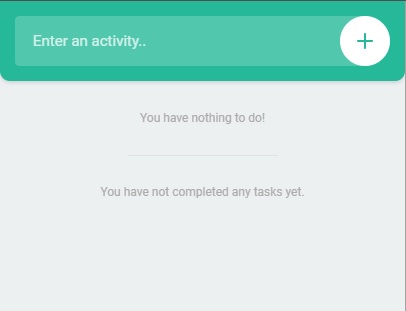 Enter an activity..
You have nothing to do!
You have not completed any tasks yet.